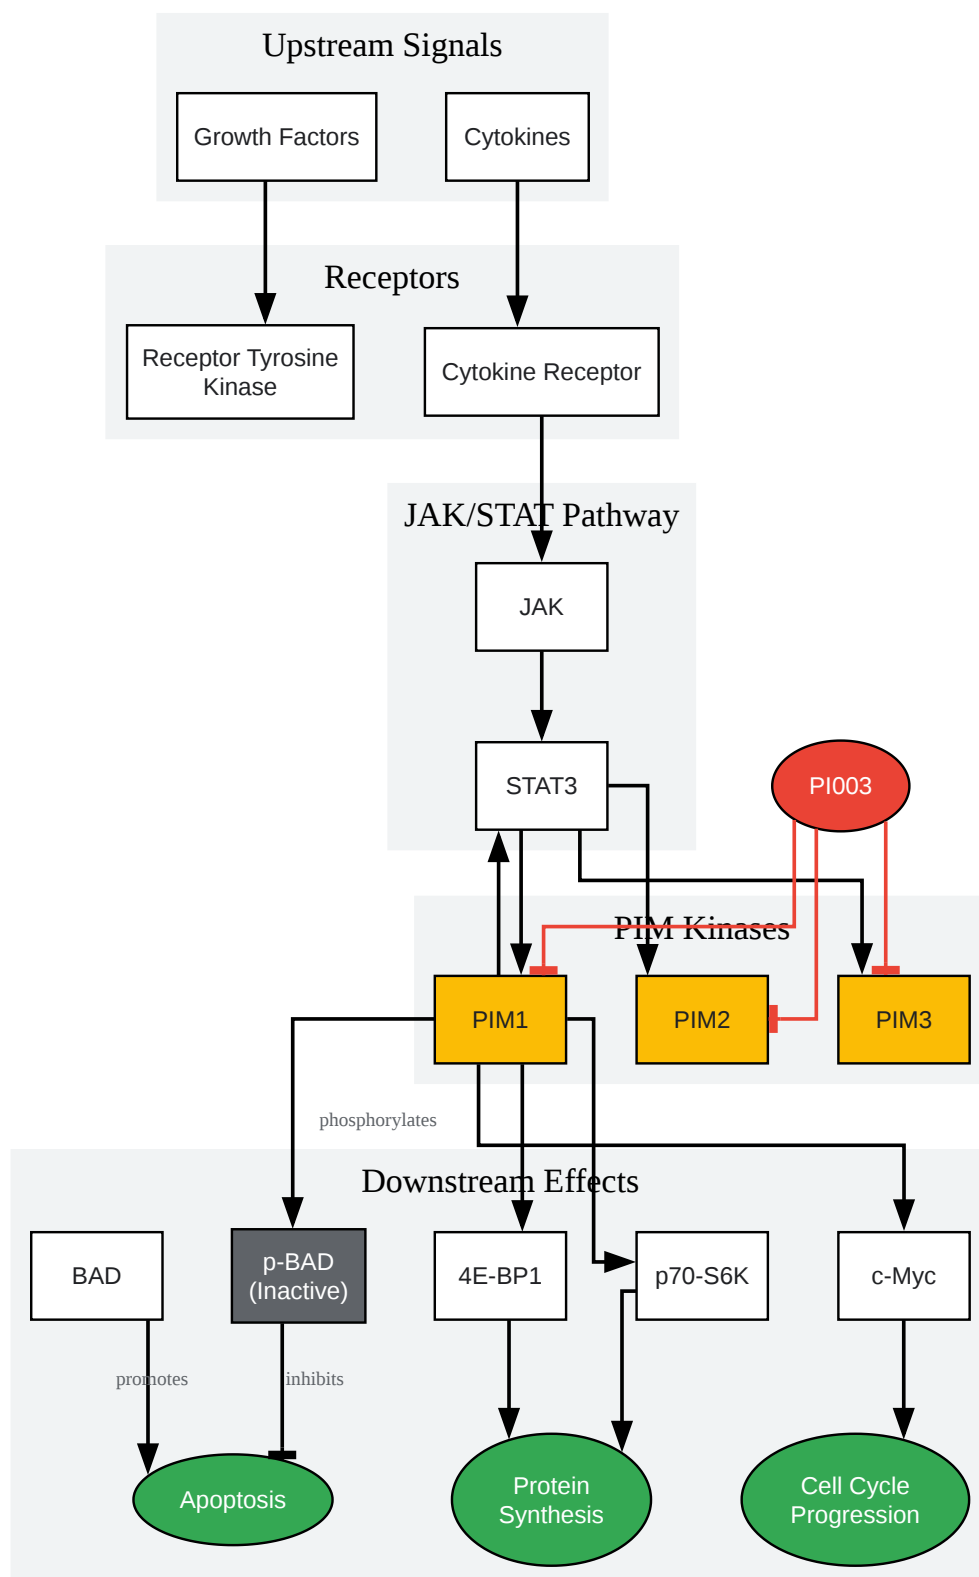 Upstream Signals
Growth Factors
Cytokines
Receptors
Receptor Tyrosine
Kinase
Cytokine Receptor
JAK/STAT Pathway
JAK
STAT3
PI003
PIM Kinases
PIM1
PIM2
PIM3
phosphorylates
Downstream Effects
BAD
p-BAD
(Inactive)
4E-BP1
p70-S6K
c-Myc
promotes
inhibits
Apoptosis
Protein
Synthesis
Cell Cycle
Progression